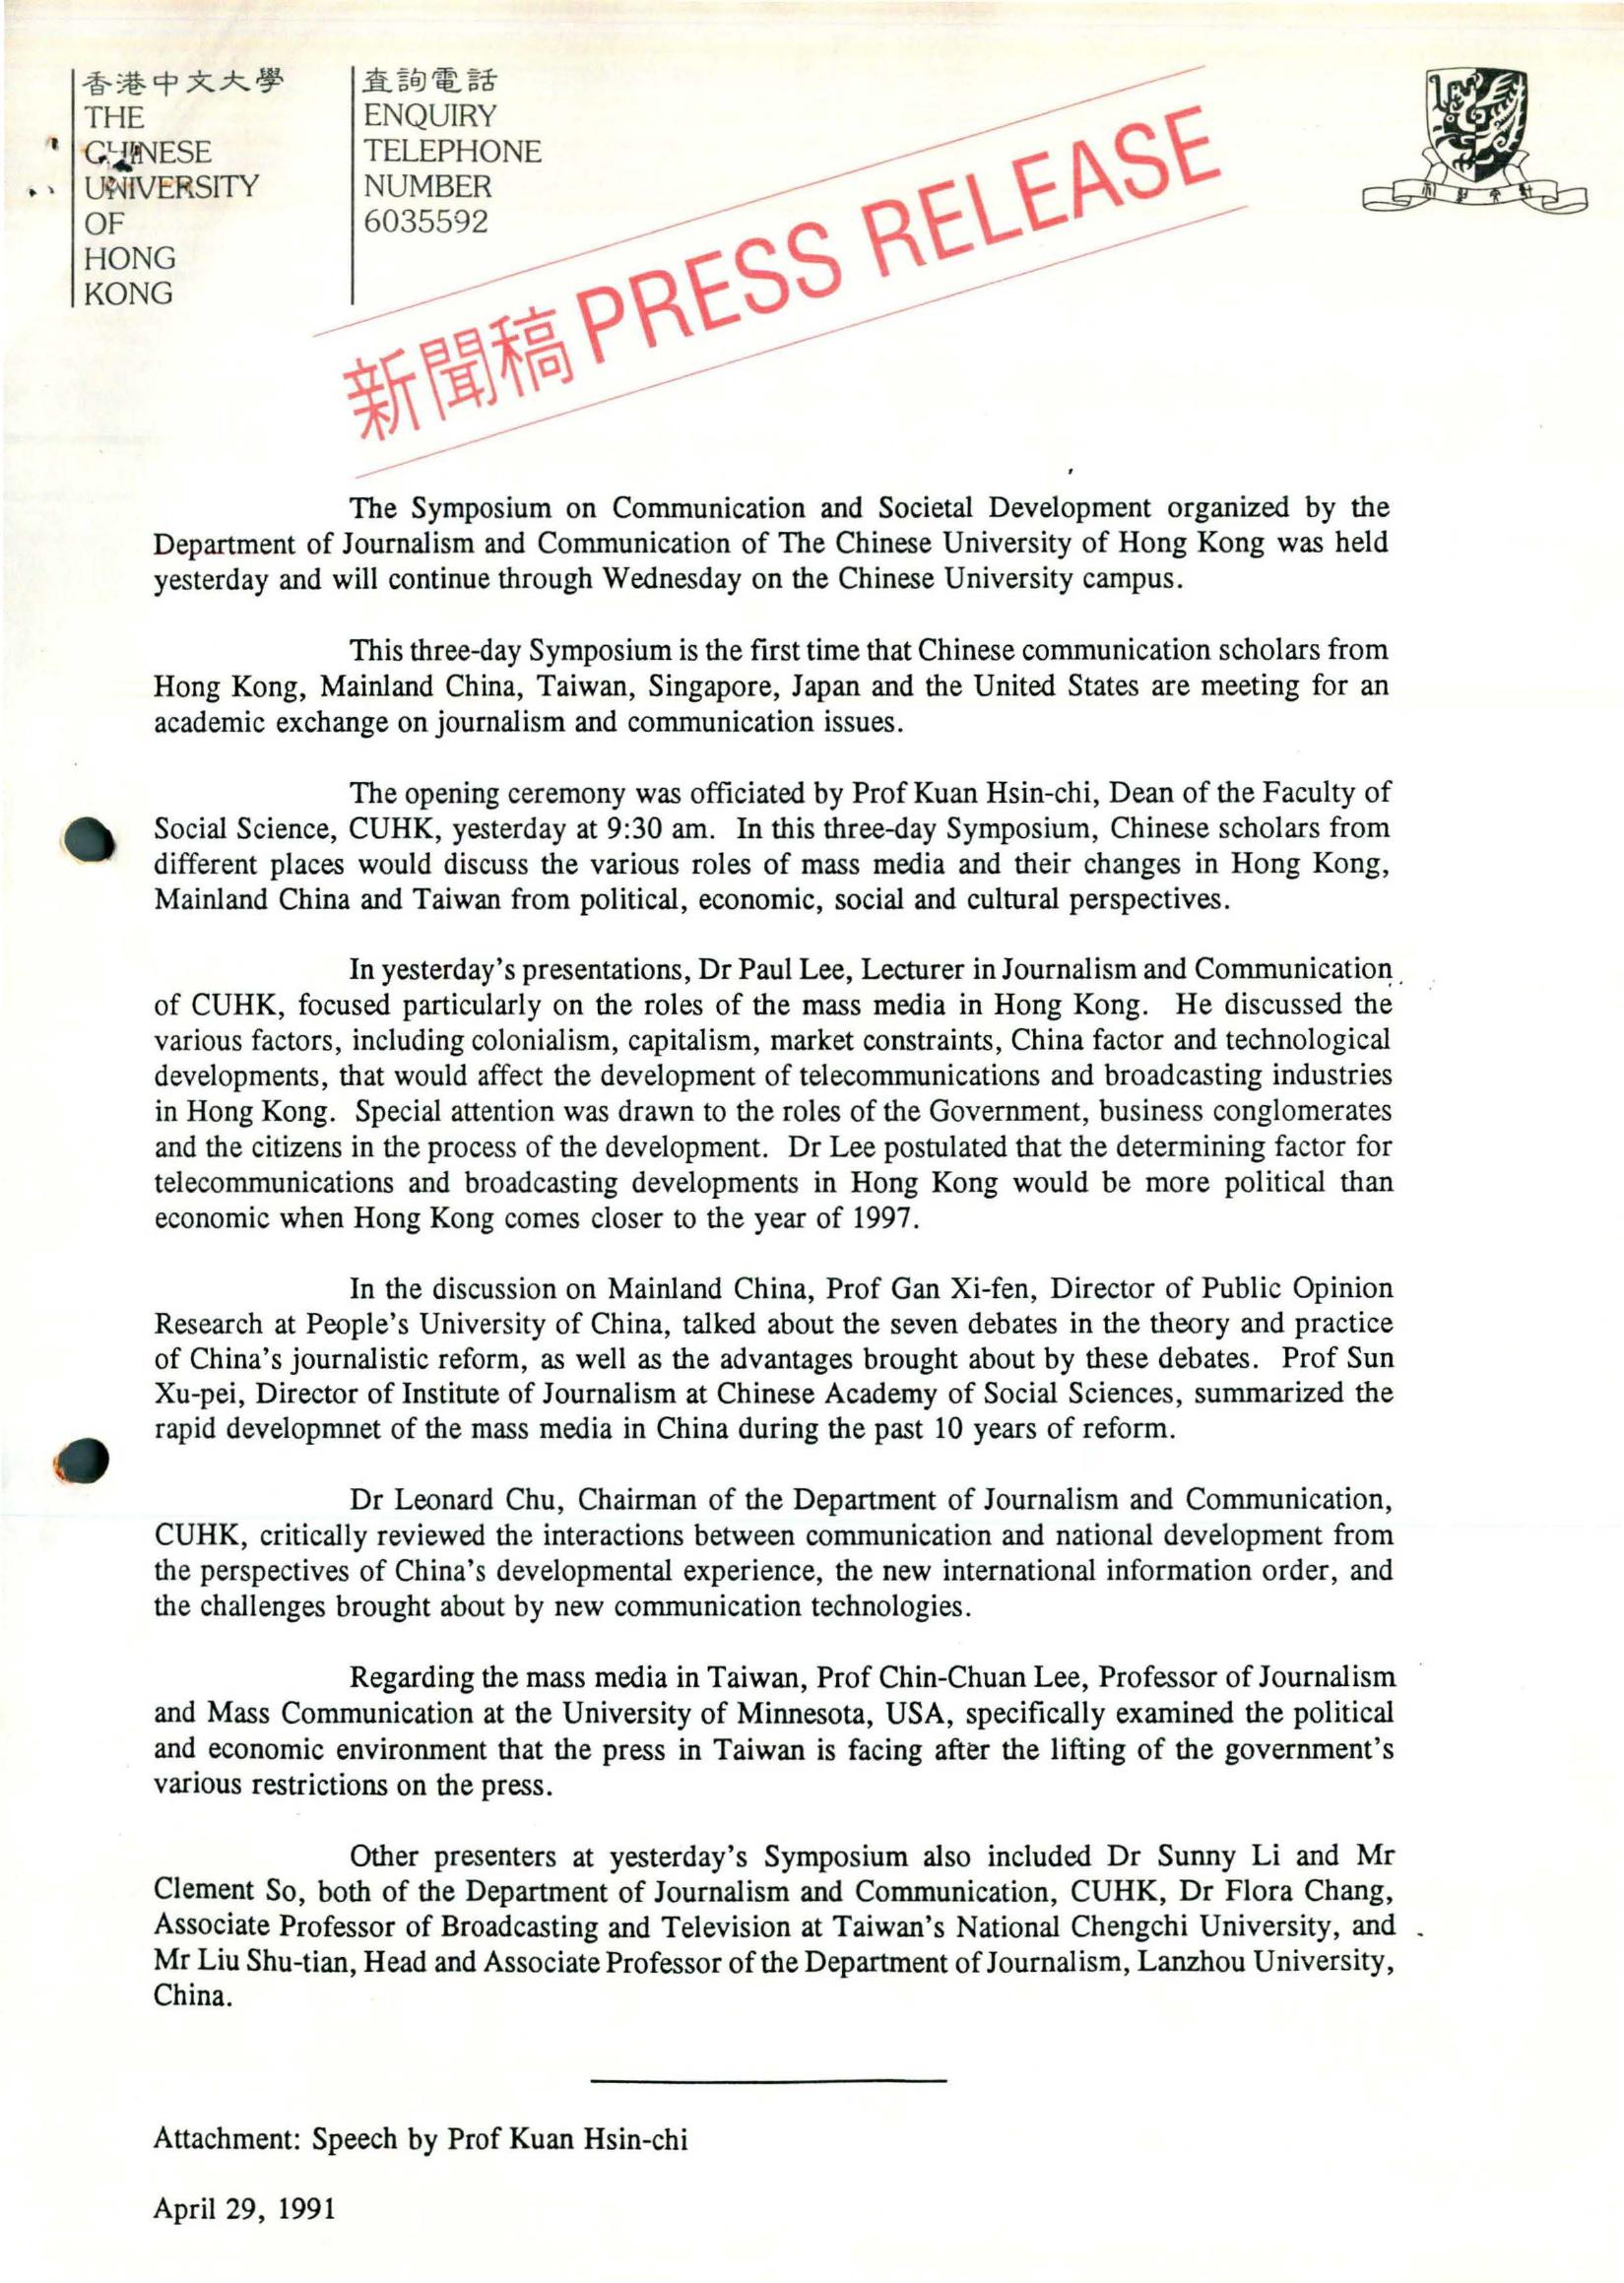 香港中文大學
THE
CHINESE
UNIVERSITY
OF
HONG
KONG
查詢電話
ENQUIRY
TELEPHONE
NUMBER
6035592
新聞稿 PRESS RELEASE
The Symposium on Communication and Societal Development organized by the
Department of Journalism and Communication of The Chinese University of Hong Kong was held
yesterday and will continue through Wednesday on the Chinese University campus.
This three-day Symposium is the first time that Chinese communication scholars from
Hong Kong, Mainland China, Taiwan, Singapore, Japan and the United States are meeting for an
academic exchange on journalism and communication issues.
The opening ceremony was officiated by Prof Kuan Hsin-chi, Dean of the Faculty of
Social Science, CUHK, yesterday at 9:30 am. In this three-day Symposium, Chinese scholars from
different places would discuss the various roles of mass media and their changes in Hong Kong,
Mainland China and Taiwan from political, economic, social and cultural perspectives.
In yesterday's presentations, Dr Paul Lee, Lecturer in Journalism and Communication
of CUHK, focused particularly on the roles of the mass media in Hong Kong. He discussed the
various factors, including colonialism, capitalism, market constraints, China factor and technological
developments, that would affect the development of telecommunications and broadcasting industries
in Hong Kong. Special attention was drawn to the roles of the Government, business conglomerates
and the citizens in the process of the development. Dr Lee postulated that the determining factor for
telecommunications and broadcasting developments in Hong Kong would be more political than
economic when Hong Kong comes closer to the year of 1997.
In the discussion on Mainland China, Prof Gan Xi-fen, Director of Public Opinion
Research at People's University of China, talked about the seven debates in the theory and practice
of China's journalistic reform, as well as the advantages brought about by these debates. Prof Sun
Xu-pei, Director of Institute of Journalism at Chinese Academy of Social Sciences, summarized the
rapid developmnet of the mass media in China during the past 10 years of reform.
Dr Leonard Chu, Chairman of the Department of Journalism and Communication,
CUHK, critically reviewed the interactions between communication and national development from
the perspectives of China's developmental experience, the new international information order, and
the challenges brought about by new communication technologies.
Regarding the mass media in Taiwan, Prof Chin-Chuan Lee, Professor of Journalism
and Mass Communication at the University of Minnesota, USA, specifically examined the political
and economic environment that the press in Taiwan is facing after the lifting of the government's
various restrictions on the press.
Other presenters at yesterday's Symposium also included Dr Sunny Li and Mr
Clement So, both of the Department of Journalism and Communication, CUHK, Dr Flora Chang,
Associate Professor of Broadcasting and Television at Taiwan's National Chengchi University, and
Mr Liu Shu-tian, Head and Associate Professor of the Department of Journalism, Lanzhou University,
China.
Attachment: Speech by Prof Kuan Hsin-chi
April 29, 1991